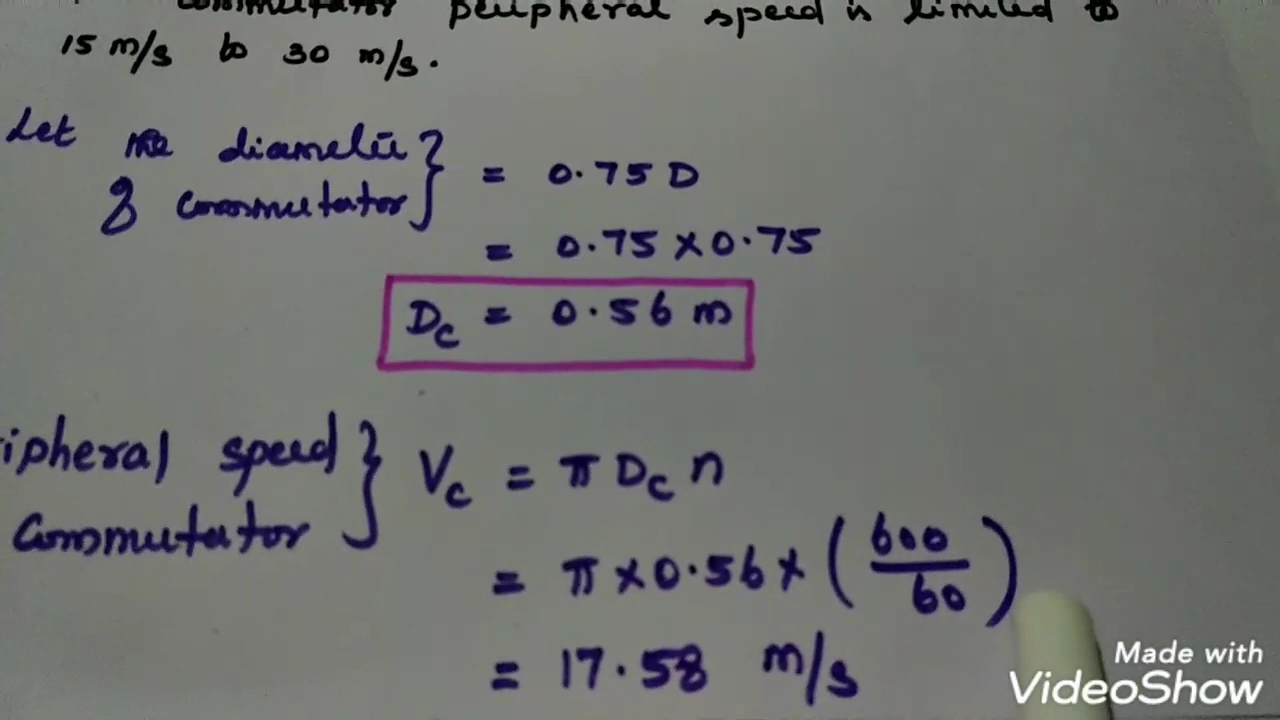 commutator peripheral speed is limited to
15 m/s to 30 m/s.
Let the diameter } = 0.75 D
of commutator
= 0.75 × 0.75
Dc = 0.56 m
ipheral speed } Vc = π Dc n
Commutator
= π × 0.56 × (600/60)
= 17.58 m/s
Made with
VideoShow